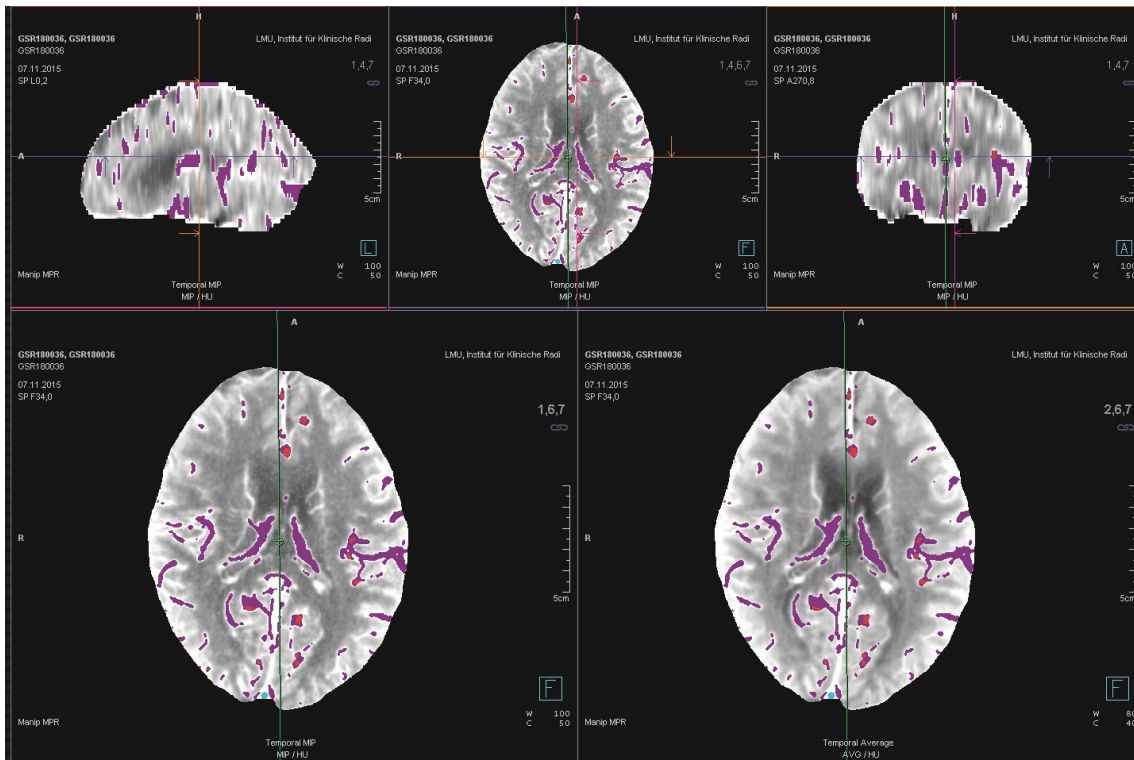 H
GSR180036, GSR180036
GSR180036
07.11.2015
SP L0,2
LMU, Institut für Klinische Radi
1,4,7
A
5cm
L
W 100
C 50
Manip MPR
Temporal MIP
MIP / HU
A
GSR180036, GSR180036
GSR180036
07.11.2015
SP F34,0
LMU, Institut für Klinische Radi
1,4,6,7
R
5cm
F
W 100
C 50
Manip MPR
Temporal MIP
MIP / HU
H
GSR180036, GSR180036
GSR180036
07.11.2015
SP A270,8
LMU, Institut für Klinische Radi
1,4,7
R
5cm
A
W 100
C 50
Manip MPR
Temporal MIP
MIP / HU
A
GSR180036, GSR180036
GSR180036
07.11.2015
SP F34,0
LMU, Institut für Klinische Radi
1,6,7
R
5cm
F
W 100
C 50
Manip MPR
Temporal MIP
MIP / HU
A
GSR180036, GSR180036
GSR180036
07.11.2015
SP F34,0
LMU, Institut für Klinische Radi
2,6,7
R
5cm
F
W 80
C 40
Manip MPR
Temporal Average
AVG / HU